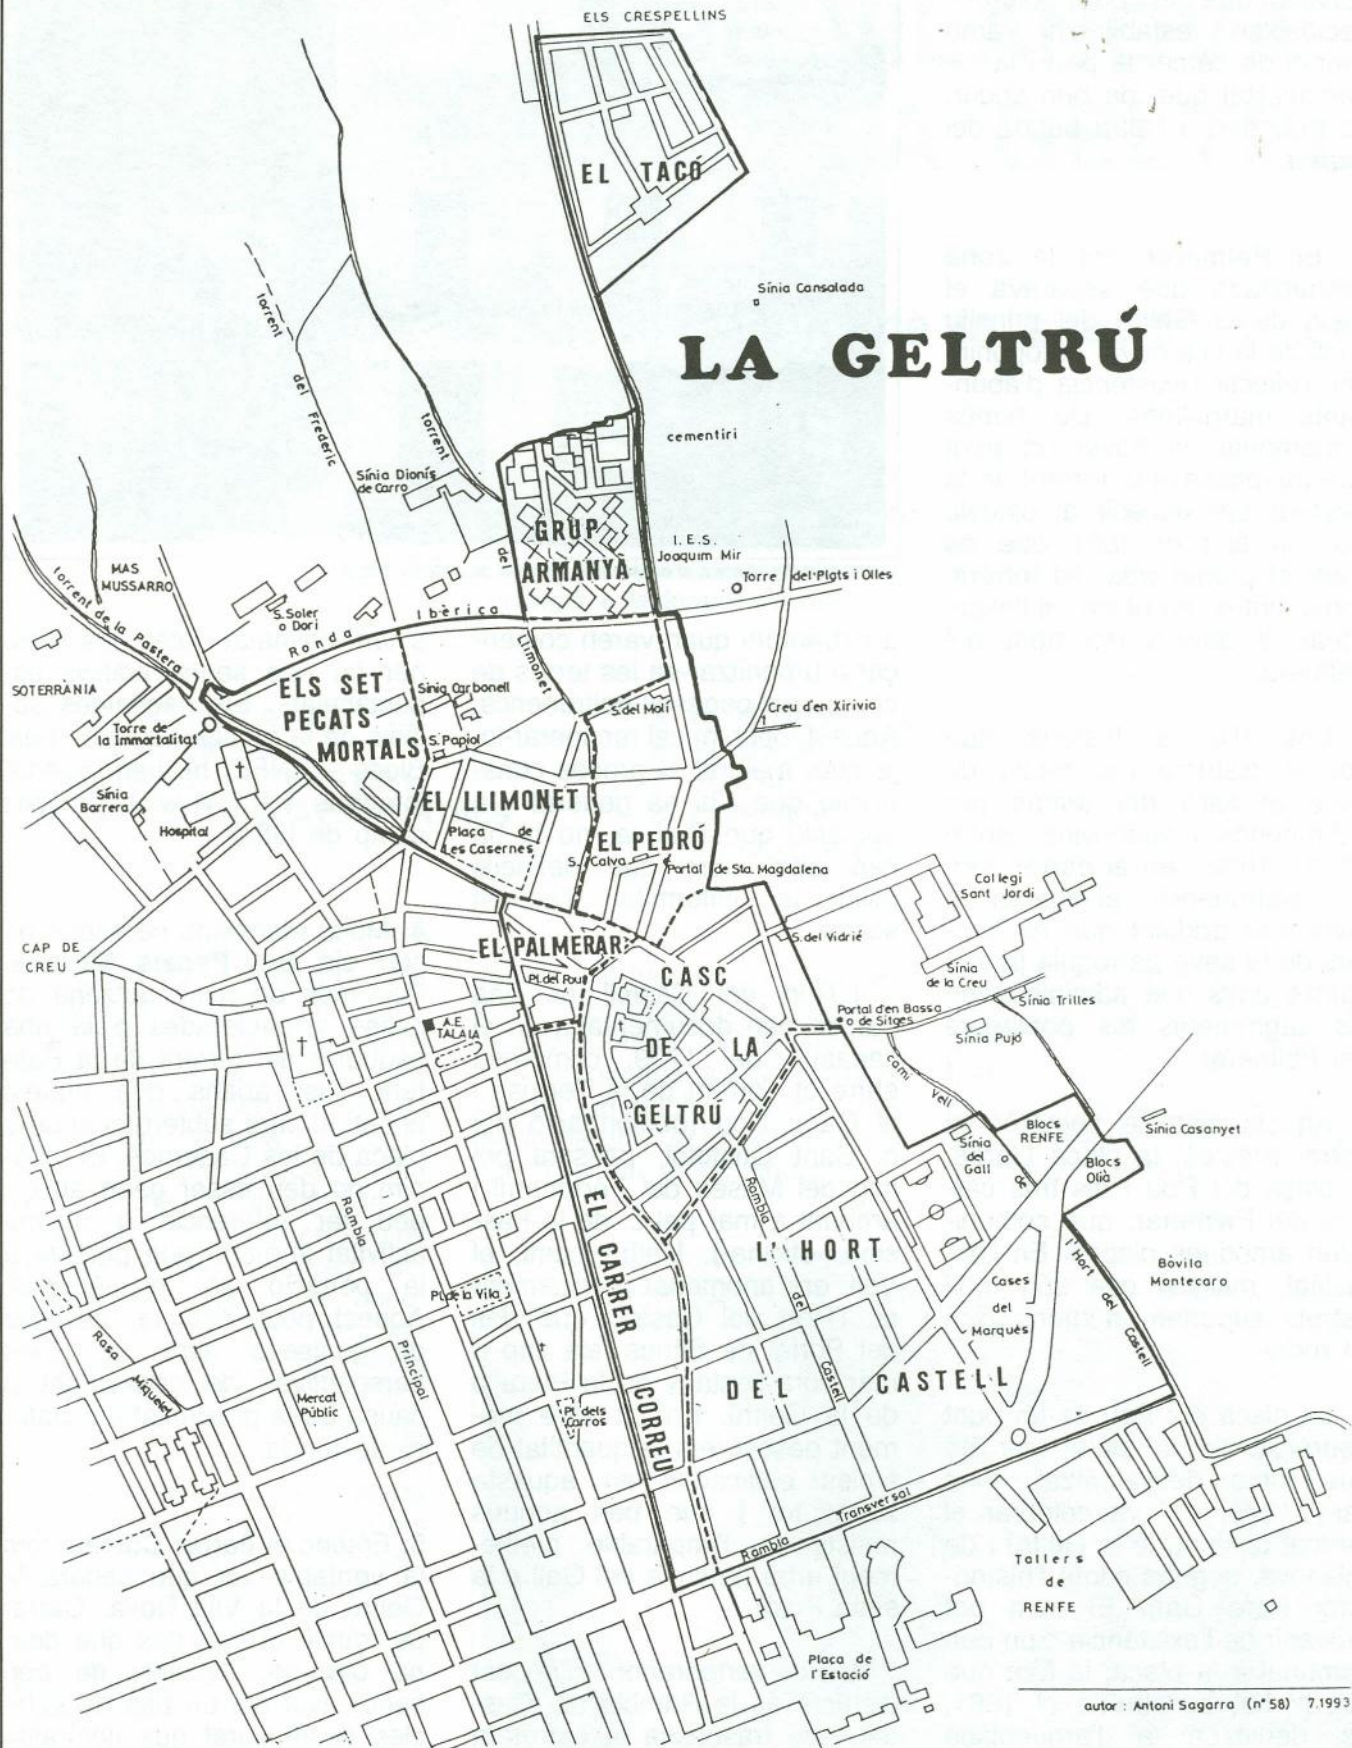 ELS CRESPELLINS
EL TACÓ
Sínia Cansalada
LA GELTRÚ
torrent
del
Frederic
torrent
del
Llimonet
cementiri
Sínia Dionís
de Carro
GRUP
ARMANYÀ
I.E.S.
Joaquim Mir
Torre del Plats i Olles
MAS
MUSSARRO
torrent de la Pastera
S. Soler
o Dori
Ronda Ibèrica
SOTERRÀNIA
ELS SET
PECATS
MORTALS
Sínia Carbonell
S. del Molí
Creu d'en Xirivia
Torre de
la Immortalitat
S. Papiol
Sínia
Barrera
Hospital
EL LLIMONET
Plaça de
Les Casernes
EL PEDRÓ
S. Calva
Portal de Sta. Magdalena
Col·legi
Sant Jordi
CAP DE
CREU
EL PALMERAR
S. del Vidrié
Pl. del Pou
CASC
DE LA
GELTRÚ
Sínia
de la Creu
Sínia Trilles
Portal d'en Bassa
o de Sitges
Sínia Pujó
A.E.
TALAIA
Camí
Vell
de
l'hort
del
Castell
Blocs
RENFE
Sínia
del
Gall
Sínia Casanyet
Blocs
Olià
EL CARRER CORREU
Rambla
del
Castell
L' HORT
DEL CASTELL
Cases
del
Marquès
Bòvila
Montecaro
Rambla
Principal
Pl. de la Vila
Rasa
Miquelet
Mercat
Públic
Pl. dels
Carros
Rambla Transversal
Tallers
de
RENFE
Plaça de
l'Estació
autor: Antoni Sagarra (nº 58) 7.1993